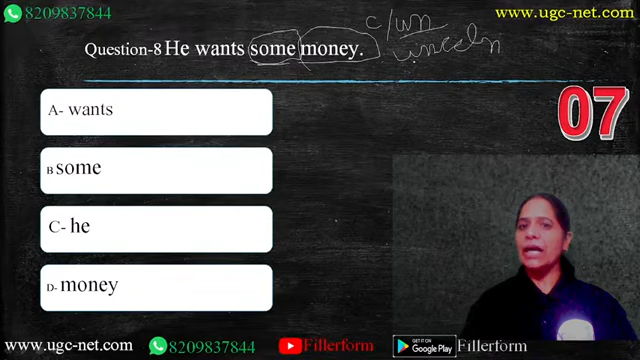 8209837844
www.ugc-net.com
c/un
Question-8 He wants some money.
07
A- wants
B some
C- he
D- money
www.ugc-net.com 8209837844 Fillerform GET IT ON Google Play Fillerform